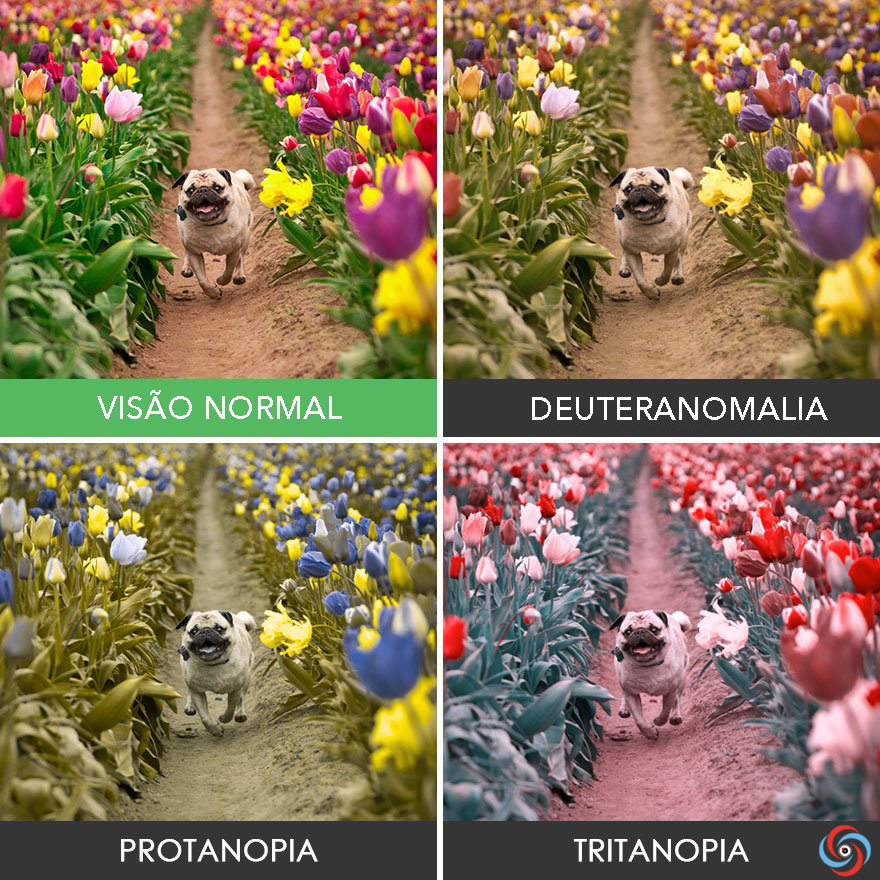 VISÃO NORMAL
DEUTERANOMALIA
PROTANOPIA
TRITANOPIA